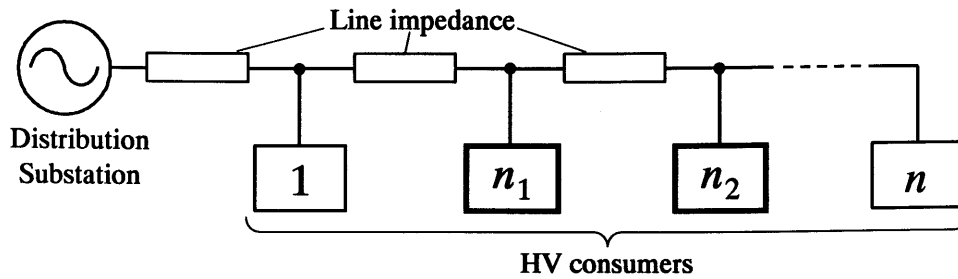 Line impedance
Distribution
Substation
1
n₁
n₂
n
HV consumers